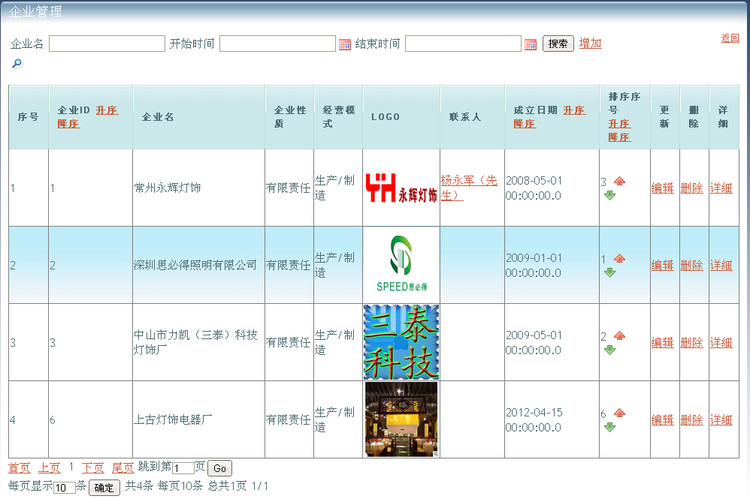 企业管理
企业名 开始时间 结束时间 搜索 增加 返回
序号 企业ID 升序 降序 企业名 企业性质 经营模式 LOGO 联系人 成立日期 升序 降序 排序序号 升序 降序 更新 删除 详细
1 1 常州永辉灯饰 有限责任 生产/制造 YH永辉灯饰 杨永军（先生） 2008-05-01 00:00:00.0 3 编辑 删除 详细
2 2 深圳思必得照明有限公司 有限责任 生产/制造 SPEED思必得 2009-01-01 00:00:00.0 1 编辑 删除 详细
3 3 中山市力凯（三泰）科技灯饰厂 有限责任 生产/制造 三泰科技 2009-05-01 00:00:00.0 2 编辑 删除 详细
4 6 上古灯饰电器厂 有限责任 生产/制造 2012-04-15 00:00:00.0 6 编辑 删除 详细
首页 上页 1 下页 尾页 跳到第1页 Go
每页显示10条 确定 共4条 每页10条 总共1页 1/1